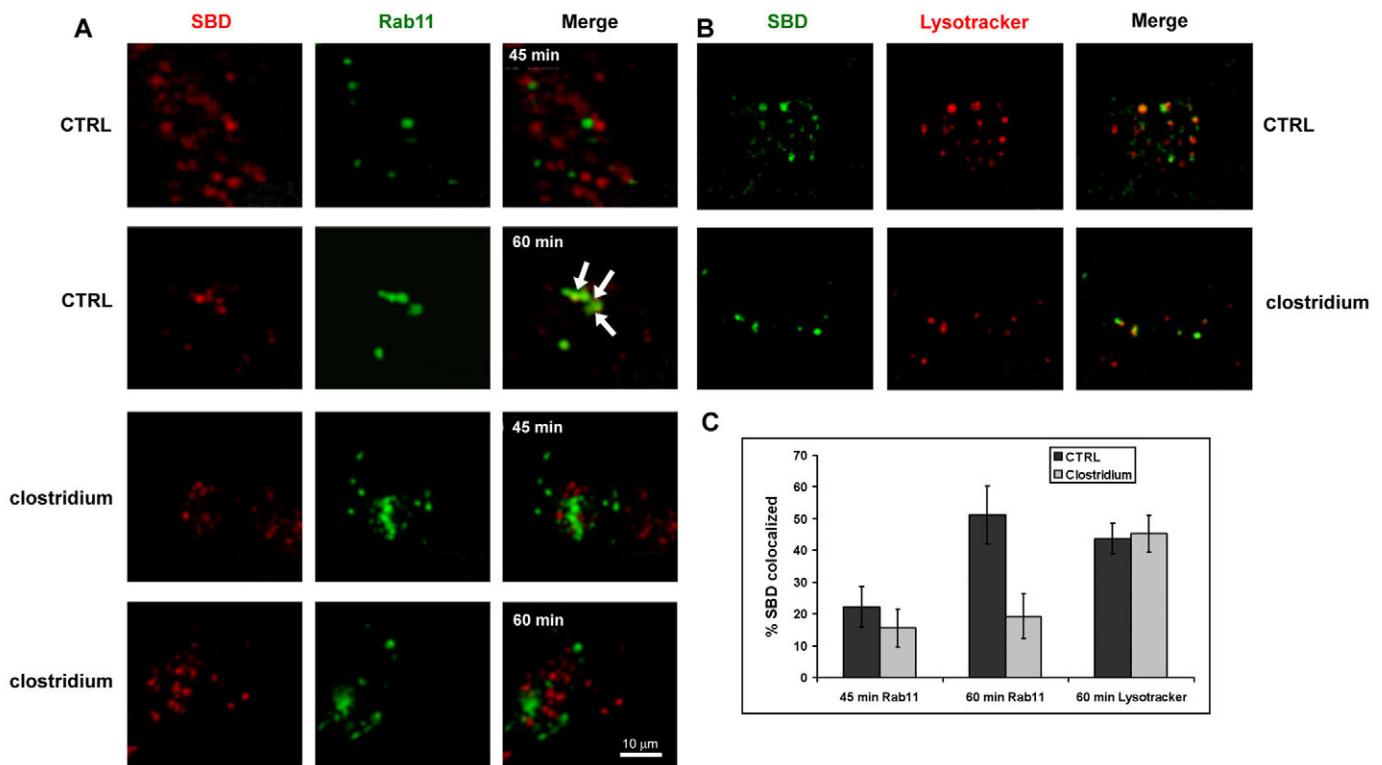 A
SBD
Rab11
Merge
CTRL
45 min
CTRL
60 min
clostridium
45 min
clostridium
60 min
10 μm
B
SBD
Lysotracker
Merge
CTRL
clostridium
C
% SBD colocalized
70
60
50
40
30
20
10
0
CTRL
Clostridium
45 min Rab11
60 min Rab11
60 min Lysotracker